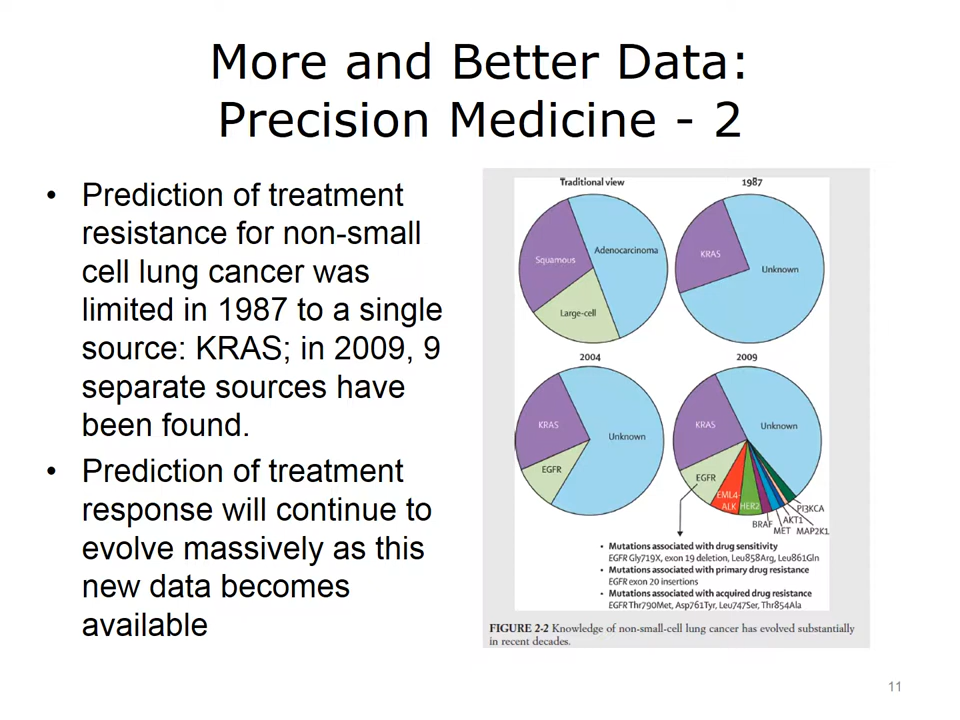 More and Better Data:
Precision Medicine - 2
• Prediction of treatment
resistance for non-small
cell lung cancer was
limited in 1987 to a single
source: KRAS; in 2009, 9
separate sources have
been found.
• Prediction of treatment
response will continue to
evolve massively as this
new data becomes
available
Traditional view
Squamous
Adenocarcinoma
Large-cell
1987
KRAS
Unknown
2004
KRAS
Unknown
EGFR
2009
KRAS
Unknown
EGFR
EML4-
ALK
HER2
BRAF
MET
AKT1
MAP2K1
PI3KCA
• Mutations associated with drug sensitivity
EGFR Gly719X, exon 19 deletion, Leu858Arg, Leu861Gln
• Mutations associated with primary drug resistance
EGFR exon 20 insertions
• Mutations associated with acquired drug resistance
EGFR Thr790Met, Asp761Tyr, Leu747Ser, Thr854Ala
FIGURE 2-2 Knowledge of non-small-cell lung cancer has evolved substantially
in recent decades.
11